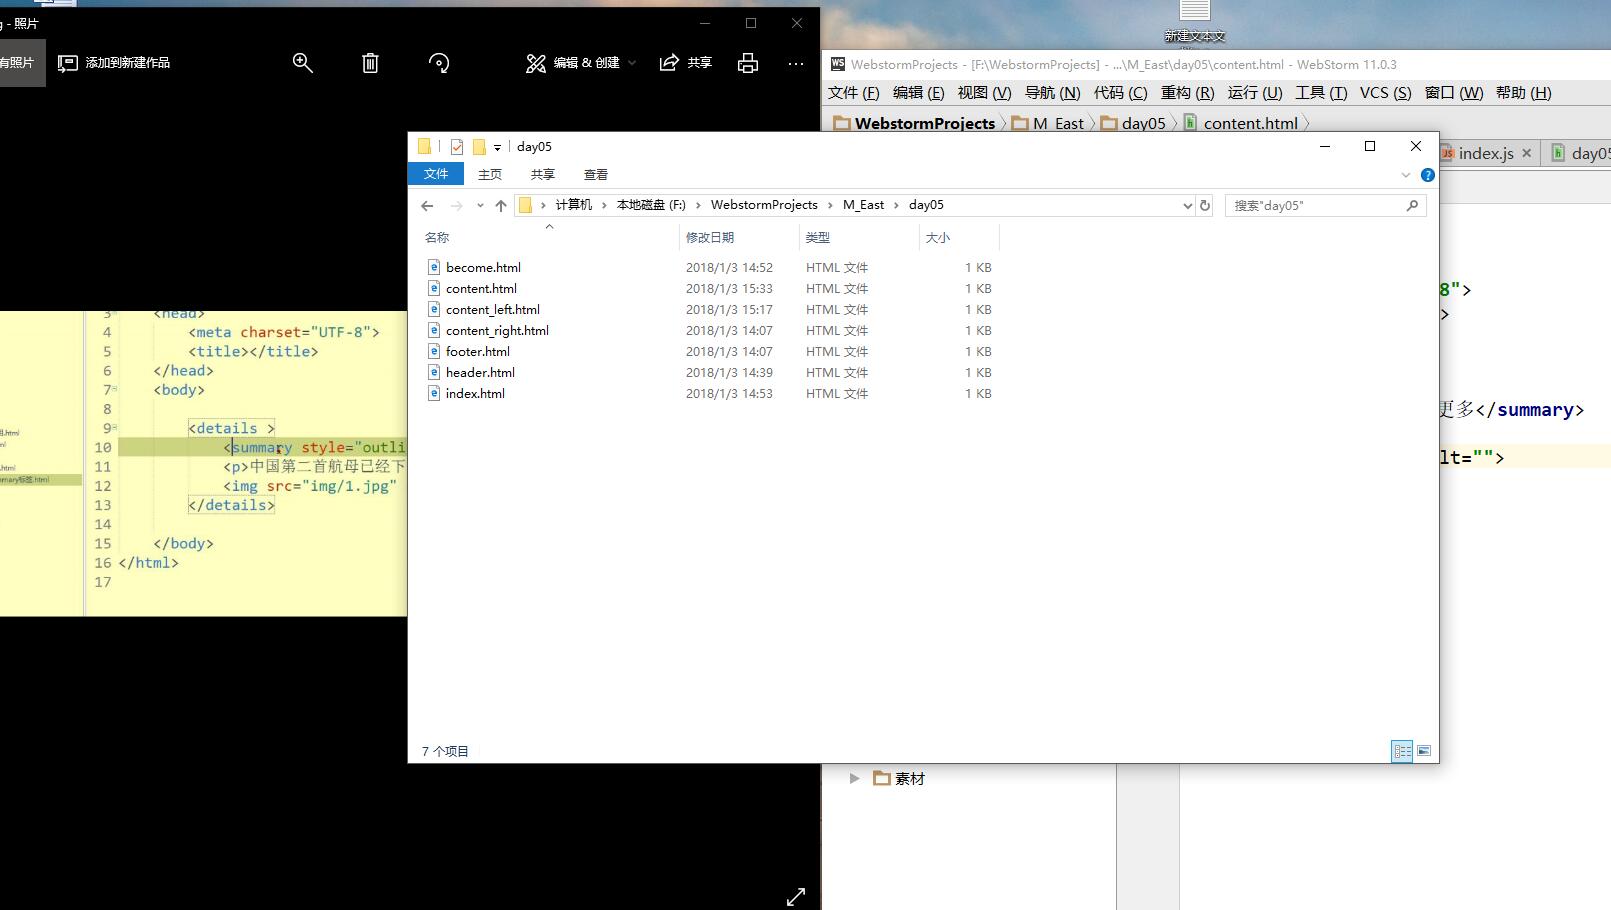 g - 照片
有照片
添加到新建作品
编辑 & 创建
共享
新建文本文
WS WebstormProjects - [F:\WebstormProjects] - ...\M_East\day05\content.html - WebStorm 11.0.3
文件 (F) 编辑 (E) 视图 (V) 导航 (N) 代码 (C) 重构 (R) 运行 (U) 工具 (T) VCS (S) 窗口 (W) 帮助 (H)
WebstormProjects M_East day05 content.html
JS index.js h day05
day05
文件 主页 共享 查看
计算机 本地磁盘 (F:) WebstormProjects M_East day05
搜索"day05"
名称 修改日期 类型 大小
become.html 2018/1/3 14:52 HTML 文件 1 KB
content.html 2018/1/3 15:33 HTML 文件 1 KB
content_left.html 2018/1/3 15:17 HTML 文件 1 KB
content_right.html 2018/1/3 14:07 HTML 文件 1 KB
footer.html 2018/1/3 14:07 HTML 文件 1 KB
header.html 2018/1/3 14:39 HTML 文件 1 KB
index.html 2018/1/3 14:53 HTML 文件 1 KB
7 个项目
3 <head>
4 <meta charset="UTF-8">
5 <title></title>
6 </head>
7 <body>
8
9 <details >
10 <summary style="outli
11 <p>中国第二首航母已经下
12 <img src="img/1.jpg"
13 </details>
14
15 </body>
16 </html>
17
.html
mmary标签.html
8">
>
更多</summary>
lt="">
素材